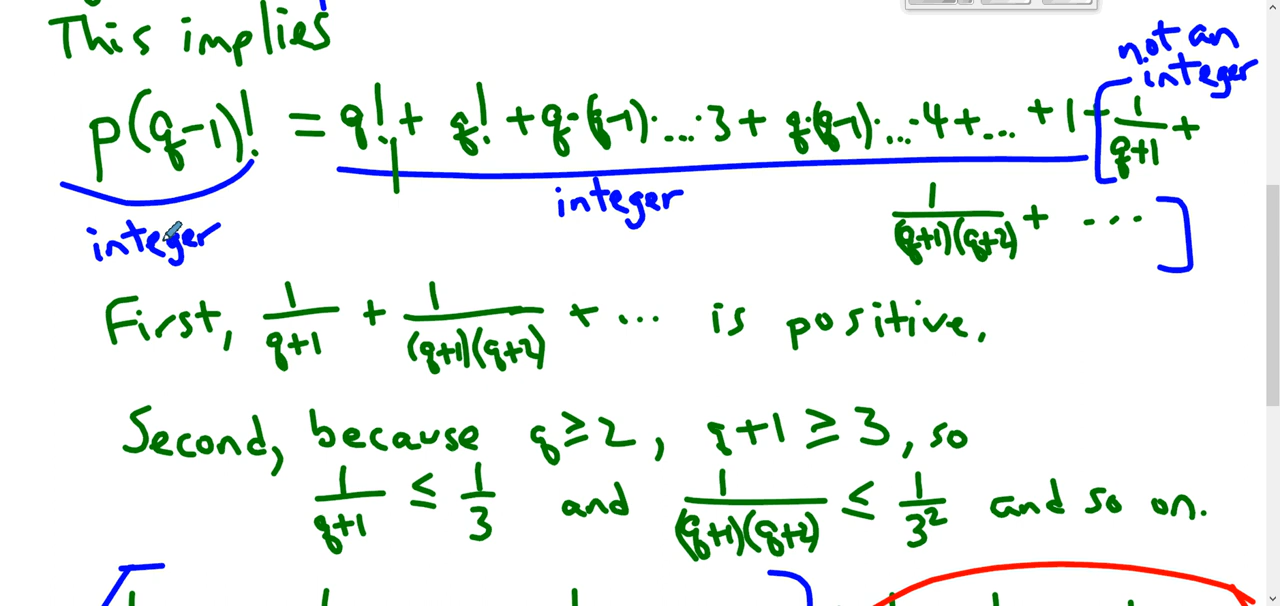 This implies
not an
integer
p(q-1)! = q! + q! + q·(q-1)·...·3 + q·(q-1)·...·4 + ... + 1 + [1/(q+1) +
integer
1/((q+1)(q+2)) + ... ]
integer
First, 1/(q+1) + 1/((q+1)(q+2)) + ... is positive.
Second, because q ≥ 2, q+1 ≥ 3, so
1/(q+1) ≤ 1/3 and 1/((q+1)(q+2)) ≤ 1/3² and so on.